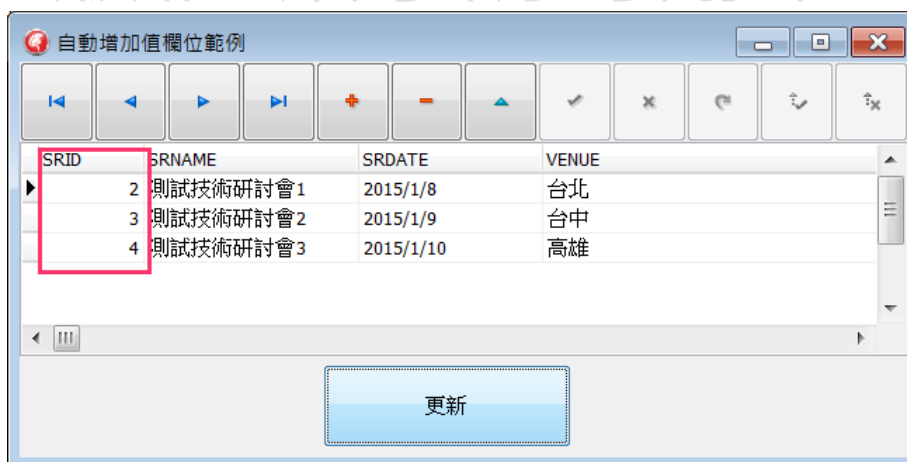 自動增加值欄位範例
SRID SRNAME SRDATE VENUE
2 測試技術研討會1 2015/1/8 台北
3 測試技術研討會2 2015/1/9 台中
4 測試技術研討會3 2015/1/10 高雄
更新